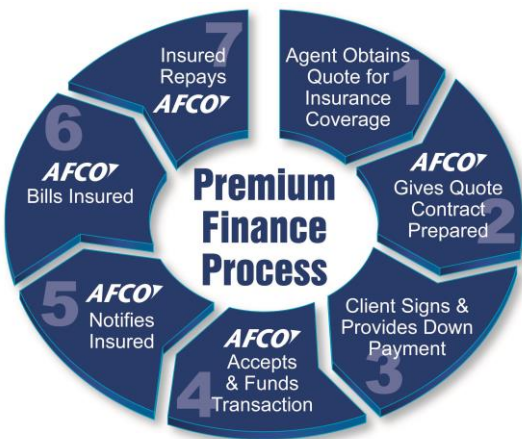 Premium
Finance
Process
1
Agent Obtains
Quote for
Insurance
Coverage
2
AFCO
Gives Quote
Contract
Prepared
3
Client Signs &
Provides Down
Payment
4
AFCO
Accepts
& Funds
Transaction
5
AFCO
Notifies
Insured
6
AFCO
Bills Insured
7
Insured
Repays
AFCO